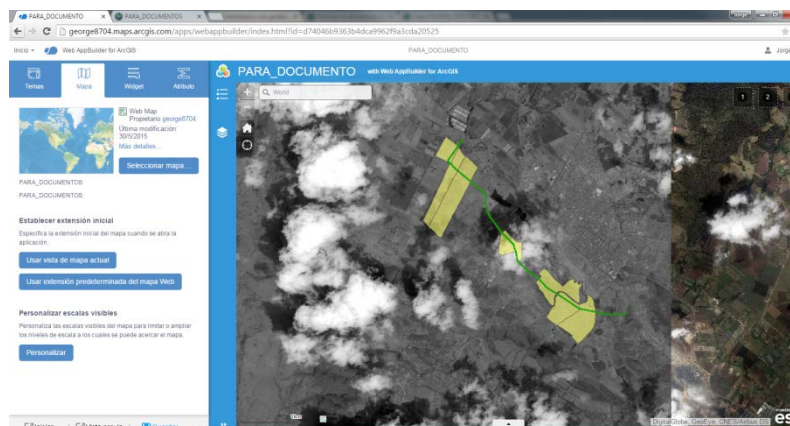 PARA_DOCUMENTO
PARA_DOCUMENTOS
george8704.maps.arcgis.com/apps/webappbuilder/index.html?id=d74046b9363b4dca9962f9a3cda20525
Inicio
Web AppBuilder for ArcGIS
PARA_DOCUMENTO
Jorge
Temas
Mapa
Widget
Atributo
PARA_DOCUMENTO
with Web AppBuilder for ArcGIS
World
1
2
Web Map
Propietario george8704
Última modificación:
30/5/2015
Más detalles...
Seleccionar mapa...
PARA_DOCUMENTOS
PARA_DOCUMENTOS
Establecer extensión inicial
Especifica la extensión inicial del mapa cuando se abra la
aplicación.
Usar vista de mapa actual
Usar extensión predeterminada del mapa Web
Personalizar escalas visibles
Personaliza las escalas visibles del mapa para limitar o ampliar
los niveles de escala a los cuales se puede acercar el mapa.
Personalizar
DigitalGlobe, GeoEye, CNES/Airbus DS
es